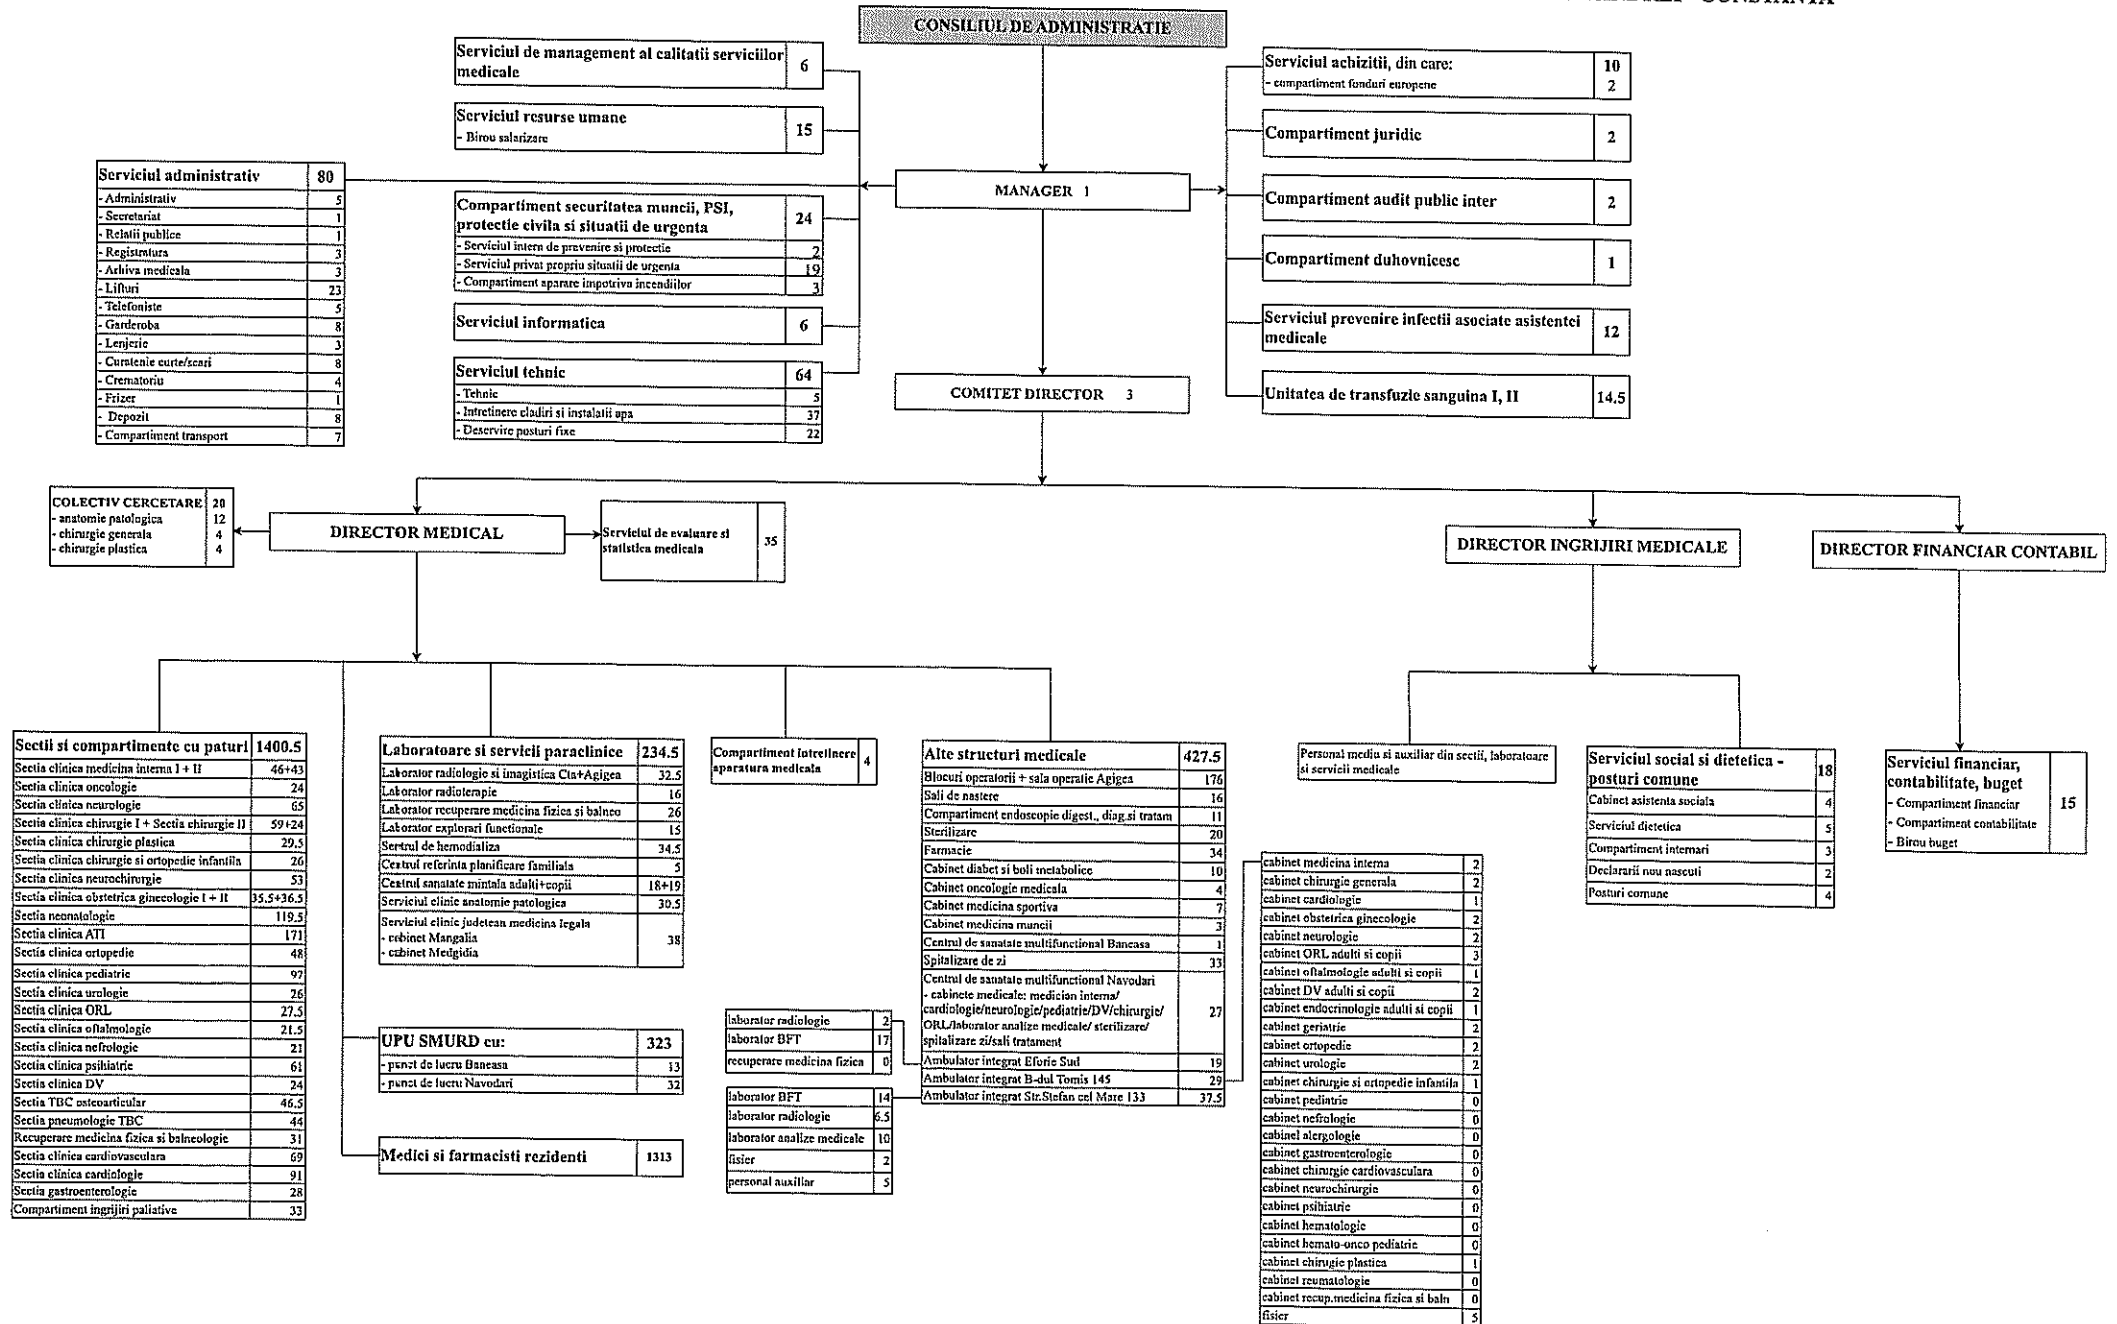 CONSILIUL DE ADMINISTRATIE
Serviciul de management al calitatii serviciilor medicale 6
Serviciul resurse umane 15
- Birou salarizare
Serviciul administrativ 80
- Administrativ 5
- Secretariat 1
- Relatii publice 1
- Registratura 3
- Arhiva medicala 3
- Lifturi 23
- Telefoniste 5
- Garderoba 8
- Lenjerie 3
- Curatenie curte/scari 8
- Crematoriu 4
- Frizer 1
- Depozit 8
- Compartiment transport 7
Compartiment securitatea muncii, PSI, protectie civila si situatii de urgenta 24
- Serviciul intern de prevenire si protectie 2
- Serviciul privat propriu situatii de urgenta 19
- Compartiment aparare impotriva incendiilor 3
Serviciul informatica 6
Serviciul tehnic 64
- Tehnic 5
- Intretinere cladiri si instalatii apa 37
- Deservire posturi fixe 22
MANAGER 1
COMITET DIRECTOR 3
Serviciul achizitii, din care: 10
- compartiment fonduri europene 2
Compartiment juridic 2
Compartiment audit public inter 2
Compartiment duhovnicesc 1
Serviciul prevenire infectii asociate asistentei medicale 12
Unitatea de transfuzie sanguina I, II 14.5
COLECTIV CERCETARE 20
- anatomie patologica 12
- chirurgie generala 4
- chirurgie plastica 4
DIRECTOR MEDICAL
Serviciul de evaluare si statistica medicala 35
DIRECTOR INGRIJIRI MEDICALE
DIRECTOR FINANCIAR CONTABIL
Sectii si compartimente cu paturi 1400.5
Sectia clinica medicina interna I + II 46+43
Sectia clinica oncologie 24
Sectia clinica neurologie 65
Sectia clinica chirurgie I + Sectia chirurgie II 59+24
Sectia clinica chirurgie plastica 29.5
Sectia clinica chirurgie si ortopedie infantila 26
Sectia clinica neurochirurgie 53
Sectia clinica obstetrica ginecologie I + II 35.5+36.5
Sectia neonatologie 119.5
Sectia clinica ATI 171
Sectia clinica ortopedie 48
Sectia clinica pediatrie 97
Sectia clinica urologie 26
Sectia clinica ORL 27.5
Sectia clinica oftalmologie 21.5
Sectia clinica nefrologie 21
Sectia clinica psihiatrie 61
Sectia clinica DV 24
Sectia TBC osteoarticular 46.5
Sectia pneumologie TBC 44
Recuperare medicina fizica si balneologie 31
Sectia clinica cardiovasculara 69
Sectia clinica cardiologie 91
Sectia gastroenterologie 28
Compartiment ingrijiri paliative 33
Laboratoare si servicii paraclinice 234.5
Laborator radiologie si imagistica Cta+Agigea 32.5
Laborator radioterapie 16
Laborator recuperare medicina fizica si balneo 26
Laborator explorari functionale 15
Sentrul de hemodializa 34.5
Centrul referinta planificare familiala 5
Centrul sanatate mintala adulti+copii 18+19
Serviciul clinic anatomie patologica 30.5
Serviciul clinic judetean medicina legala 38
- cabinet Mangalia
- cabinet Medgidia
UPU SMURD cu: 323
- punct de lucru Baneasa 13
- punct de lucru Navodari 32
Medici si farmacisti rezidenti 1313
Compartiment intretinere aparatura medicala 4
Alte structuri medicale 427.5
Blocuri operatorii + sala operatie Agigea 176
Sali de nastere 16
Compartiment endoscopie digest., diag.si tratam 11
Sterilizare 20
Farmacie 34
Cabinet diabet si boli metabolice 10
Cabinet oncologie medicala 4
Cabinet medicina sportiva 7
Cabinet medicina muncii 3
Centrul de sanatate multifunctional Baneasa 1
Spitalizare de zi 33
Centrul de sanatate multifunctional Navodari
- cabinete medicale: medician interna/
cardiologie/neurologie/pediatrie/DV/chirurgie/ 27
ORL/laborator analize medicale/ sterilizare/
spitalizare zi/sali tratament
Ambulator integrat Eforie Sud 19
Ambulator integrat B-dul Tomis 145 29
Ambulator integrat Str.Stefan cel Mare 133 37.5
laborator radiologie 2
laborator BFT 17
recuperare medicina fizica 0
laborator BFT 14
laborator radiologie 6.5
laborator analize medicale 10
fisier 2
personal auxiliar 5
cabinet medicina interna 2
cabinet chirurgie generala 2
cabinet cardiologie 1
cabinet obstetrica ginecologie 2
cabinet neurologie 2
cabinet ORL adulti si copii 3
cabinet oftalmologie adulti si copii 1
cabinet DV adulti si copii 2
cabinet endocrinologie adulti si copii 1
cabinet geriatrie 2
cabinet ortopedie 2
cabinet urologie 2
cabinet chirurgie si ortopedie infantila 1
cabinet pediatrie 0
cabinet nefrologie 0
cabinet alergologie 0
cabinet gastroenterologie 0
cabinet chirurgie cardiovasculara 0
cabinet neurochirurgie 0
cabinet psihiatrie 0
cabinet hematologie 0
cabinet hemato-onco pediatrie 0
cabinet chirugie plastica 1
cabinet reumatologie 0
cabinet recup.medicina fizica si baln 0
fisier 5
Personal mediu si auxiliar din sectii, laboratoare si servicii medicale
Serviciul social si dietetica - posturi comune 18
Cabinet asistenta sociala 4
Serviciul dietetica 5
Compartiment internari 3
Declararii nou nascuti 2
Posturi comune 4
Serviciul financiar, contabilitate, buget 15
- Compartiment financiar
- Compartiment contabilitate
- Birou buget